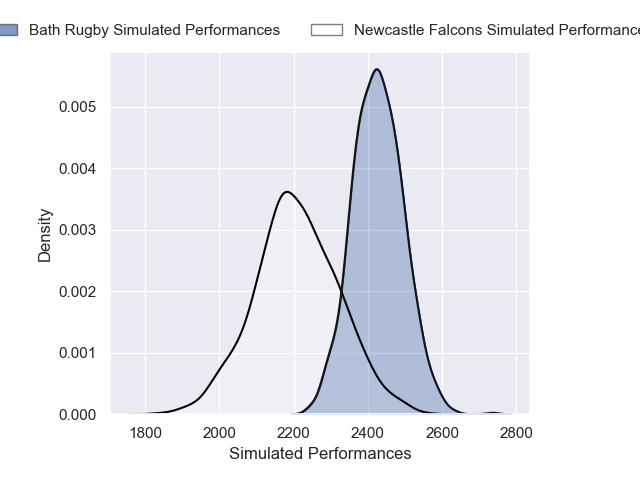 Bath Rugby Simulated Performances
Newcastle Falcons Simulated Performance
Density
0.005
0.004
0.003
0.002
0.001
0.000
1800 2000 2200 2400 2600 2800
Simulated Performances